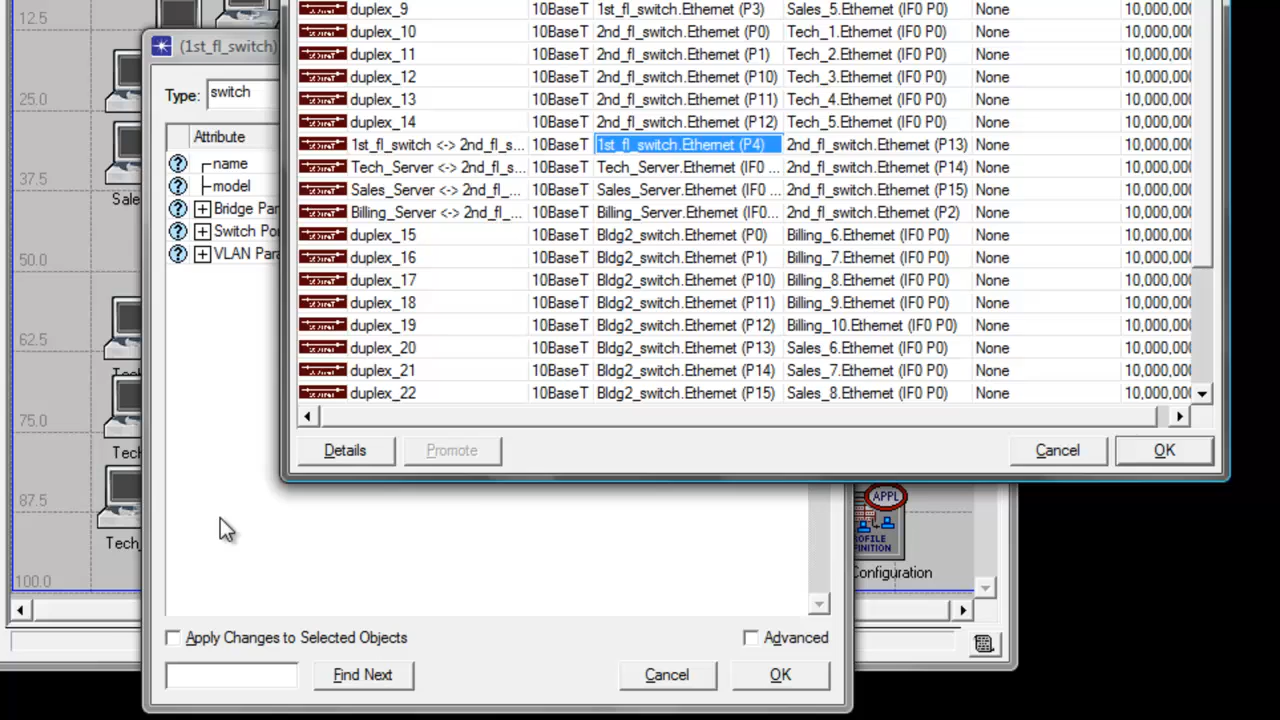 12.5
25.0
37.5
Sale
50.0
62.5
75.0
Tech
87.5
Tech_
100.0
(1st_fl_switch)
Type: switch
Attribute
name
model
Bridge Par
Switch Po
VLAN Para
duplex_9 10BaseT 1st_fl_switch.Ethernet (P3) Sales_5.Ethernet (IF0 P0) None 10,000,00
duplex_10 10BaseT 2nd_fl_switch.Ethernet (P0) Tech_1.Ethernet (IF0 P0) None 10,000,00
duplex_11 10BaseT 2nd_fl_switch.Ethernet (P1) Tech_2.Ethernet (IF0 P0) None 10,000,00
duplex_12 10BaseT 2nd_fl_switch.Ethernet (P10) Tech_3.Ethernet (IF0 P0) None 10,000,00
duplex_13 10BaseT 2nd_fl_switch.Ethernet (P11) Tech_4.Ethernet (IF0 P0) None 10,000,00
duplex_14 10BaseT 2nd_fl_switch.Ethernet (P12) Tech_5.Ethernet (IF0 P0) None 10,000,00
1st_fl_switch <-> 2nd_fl_s... 10BaseT 1st_fl_switch.Ethernet (P4) 2nd_fl_switch.Ethernet (P13) None 10,000,00
Tech_Server <-> 2nd_fl_s... 10BaseT Tech_Server.Ethernet (IF0 ... 2nd_fl_switch.Ethernet (P14) None 10,000,00
Sales_Server <-> 2nd_fl_... 10BaseT Sales_Server.Ethernet (IF0 ... 2nd_fl_switch.Ethernet (P15) None 10,000,00
Billing_Server <-> 2nd_fl_... 10BaseT Billing_Server.Ethernet (IF0... 2nd_fl_switch.Ethernet (P2) None 10,000,00
duplex_15 10BaseT Bldg2_switch.Ethernet (P0) Billing_6.Ethernet (IF0 P0) None 10,000,00
duplex_16 10BaseT Bldg2_switch.Ethernet (P1) Billing_7.Ethernet (IF0 P0) None 10,000,00
duplex_17 10BaseT Bldg2_switch.Ethernet (P10) Billing_8.Ethernet (IF0 P0) None 10,000,00
duplex_18 10BaseT Bldg2_switch.Ethernet (P11) Billing_9.Ethernet (IF0 P0) None 10,000,00
duplex_19 10BaseT Bldg2_switch.Ethernet (P12) Billing_10.Ethernet (IF0 P0) None 10,000,00
duplex_20 10BaseT Bldg2_switch.Ethernet (P13) Sales_6.Ethernet (IF0 P0) None 10,000,00
duplex_21 10BaseT Bldg2_switch.Ethernet (P14) Sales_7.Ethernet (IF0 P0) None 10,000,00
duplex_22 10BaseT Bldg2_switch.Ethernet (P15) Sales_8.Ethernet (IF0 P0) None 10,000,00
Details Promote Cancel OK
APPL
ROFILE
INITION
Configuration
Apply Changes to Selected Objects Advanced
Find Next Cancel OK